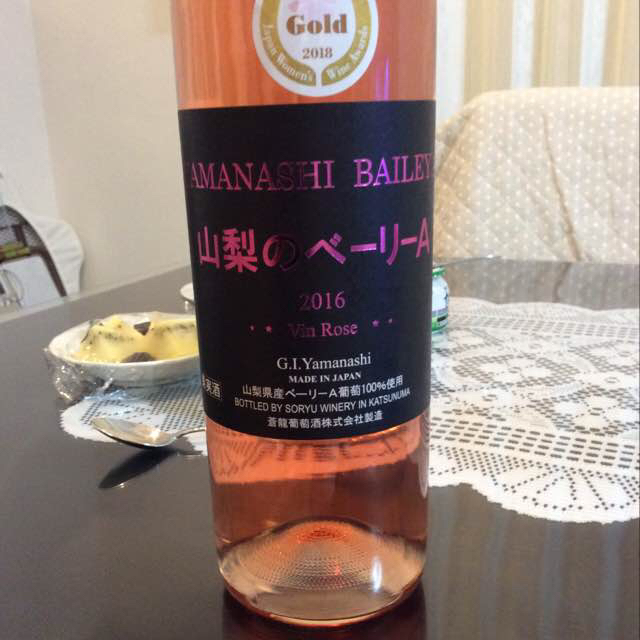 Gold
2018
Japan Women's Wine Awards
YAMANASHI BAILEY
山梨のベーリーA
2016
** Vin Rose **
G.I.Yamanashi
MADE IN JAPAN
果実酒
山梨県産ベーリーA葡萄100%使用
BOTTLED BY SORYU WINERY IN KATSUNUMA
蒼龍葡萄酒株式会社製造